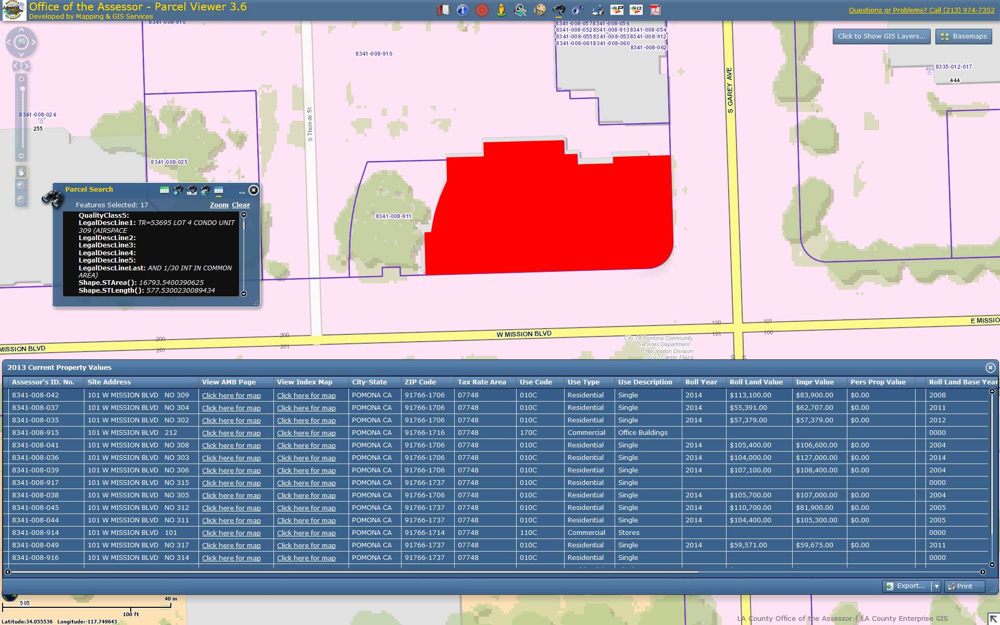 Office of the Assessor - Parcel Viewer 3.6
Developed by Mapping & GIS Services
Questions or Problems? Call (213) 974-7352
Click to Show GIS Layers...
Basemaps
8341-008-910
8341-008-910
8341-008-057 8341-008-056
8341-008-052 8341-008-913 8341-008-054
8341-008-055 8341-008-053 8341-008-912
8341-008-061 8341-008-060
8341-008-062
S GAREY AVE
444
8335-012-017
444
8341-008-024
255
S Thomas St
8341-008-025
8341-008-911
Parcel Search
Features Selected: 17
Zoom
Clear
QualityClass5:
LegalDescLine1: TR=53695 LOT 4 CONDO UNIT
309 (AIRSPACE
LegalDescLine2:
LegalDescLine3:
LegalDescLine4:
LegalDescLine5:
LegalDescLineLast: AND 1/30 INT IN COMMON
AREA)
Shape.STArea(): 16793.5400390625
Shape.STLength(): 577.5300230089434
MISSION BLVD
200
201
200
201
W MISSION BLVD
100
101
101
100
E MISSIO
City Of Pomona Community
Services Department -
Recreation Division
- Civic Center Plaza
2013 Current Property Values
Assessor's ID. No. Site Address View AMB Page View Index Map City-State ZIP Code Tax Rate Area Use Code Use Type Use Description Roll Year Roll Land Value Impr Value Pers Prop Value Roll Land Base Year
8341-008-042 101 W MISSION BLVD NO 309 Click here for map Click here for map POMONA CA 91766-1706 07748 010C Residential Single 2014 $113,100.00 $83,900.00 $0.00 2008
8341-008-037 101 W MISSION BLVD NO 304 Click here for map Click here for map POMONA CA 91766-1706 07748 010C Residential Single 2014 $55,391.00 $62,707.00 $0.00 2011
8341-008-035 101 W MISSION BLVD NO 302 Click here for map Click here for map POMONA CA 91766-1706 07748 010C Residential Single 2014 $57,379.00 $57,379.00 $0.00 2012
8341-008-915 101 W MISSION BLVD 212 Click here for map Click here for map POMONA CA 91766-1716 07748 170C Commercial Office Buildings 0000
8341-008-041 101 W MISSION BLVD NO 308 Click here for map Click here for map POMONA CA 91766-1706 07748 010C Residential Single 2014 $105,400.00 $106,600.00 $0.00 2004
8341-008-036 101 W MISSION BLVD NO 303 Click here for map Click here for map POMONA CA 91766-1706 07748 010C Residential Single 2014 $104,000.00 $127,000.00 $0.00 2014
8341-008-039 101 W MISSION BLVD NO 306 Click here for map Click here for map POMONA CA 91766-1706 07748 010C Residential Single 2014 $107,100.00 $108,400.00 $0.00 2004
8341-008-917 101 W MISSION BLVD NO 315 Click here for map Click here for map POMONA CA 91766-1737 07748 010C Residential Single 0000
8341-008-038 101 W MISSION BLVD NO 305 Click here for map Click here for map POMONA CA 91766-1706 07748 010C Residential Single 2014 $105,700.00 $107,000.00 $0.00 2004
8341-008-045 101 W MISSION BLVD NO 312 Click here for map Click here for map POMONA CA 91766-1737 07748 010C Residential Single 2014 $110,700.00 $81,900.00 $0.00 2005
8341-008-044 101 W MISSION BLVD NO 311 Click here for map Click here for map POMONA CA 91766-1737 07748 010C Residential Single 2014 $104,400.00 $105,300.00 $0.00 2005
8341-008-914 101 W MISSION BLVD 101 Click here for map Click here for map POMONA CA 91766-1714 07748 110C Commercial Stores 0000
8341-008-049 101 W MISSION BLVD NO 317 Click here for map Click here for map POMONA CA 91766-1737 07748 010C Residential Single 2014 $59,571.00 $59,675.00 $0.00 2011
8341-008-916 101 W MISSION BLVD NO 314 Click here for map Click here for map POMONA CA 91766-1737 07748 010C Residential Single 0000
Export...
Print
505
40 m
100 ft
Latitude:34.055536 Longitude:-117.749643
LA County Office of the Assessor | LA County Enterprise GIS